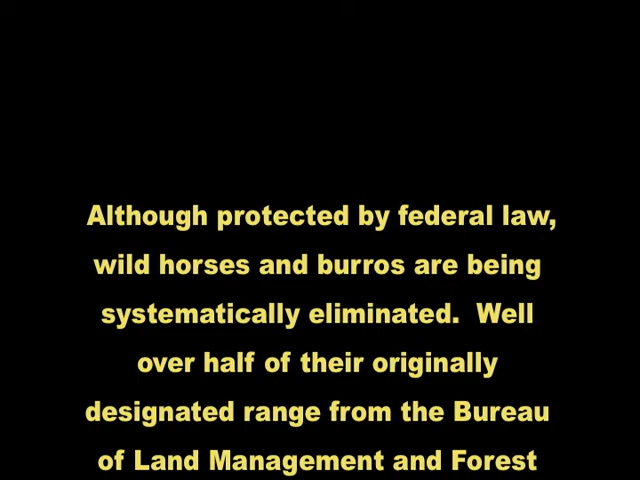 Although protected by federal law,
wild horses and burros are being
systematically eliminated.  Well
over half of their originally
designated range from the Bureau
of Land Management and Forest